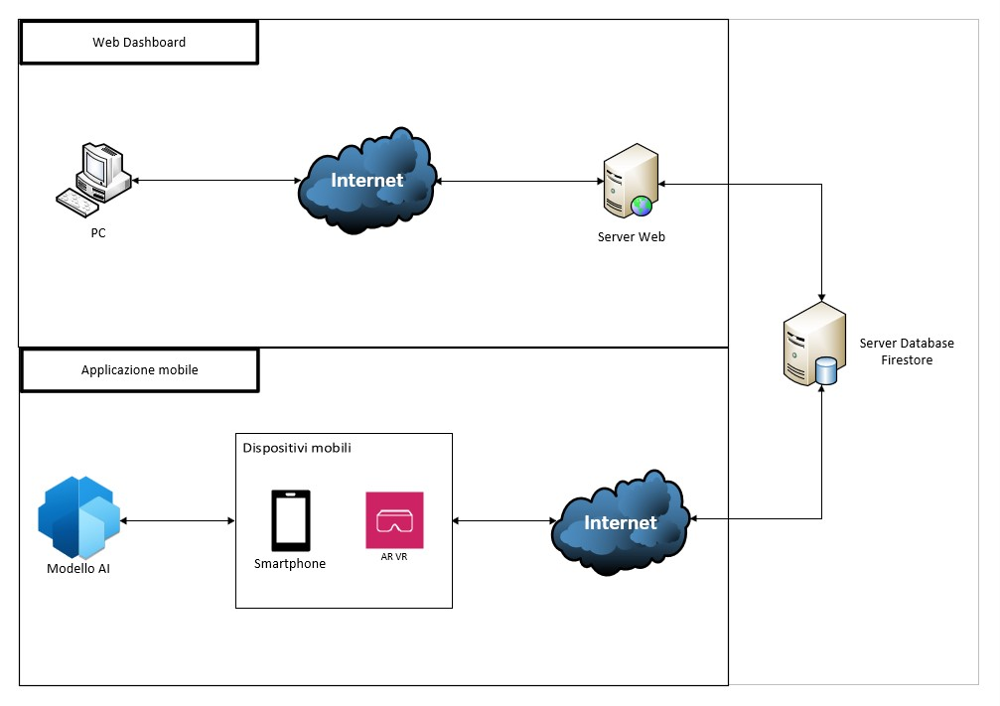 Web Dashboard
Internet
PC
Server Web
Server Database
Firestore
Applicazione mobile
Dispositivi mobili
Internet
Smartphone
AR VR
Modello AI